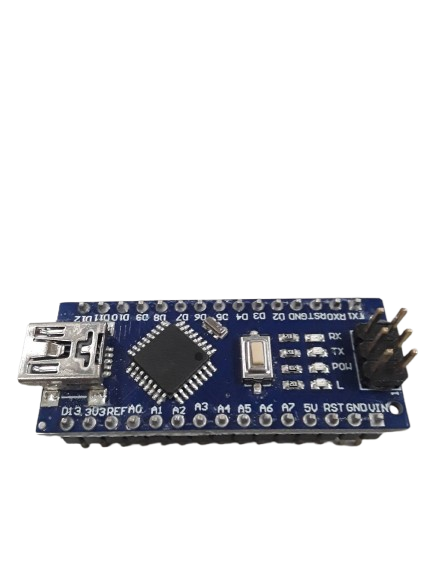 D12 D11 D10 D9 D8 D7 D6 D5 D4 D3 D2 GND RST RX0 TX1
RX
TX
POW
L
1
D13 3V3 REF A0 A1 A2 A3 A4 A5 A6 A7 5V RST GND VIN